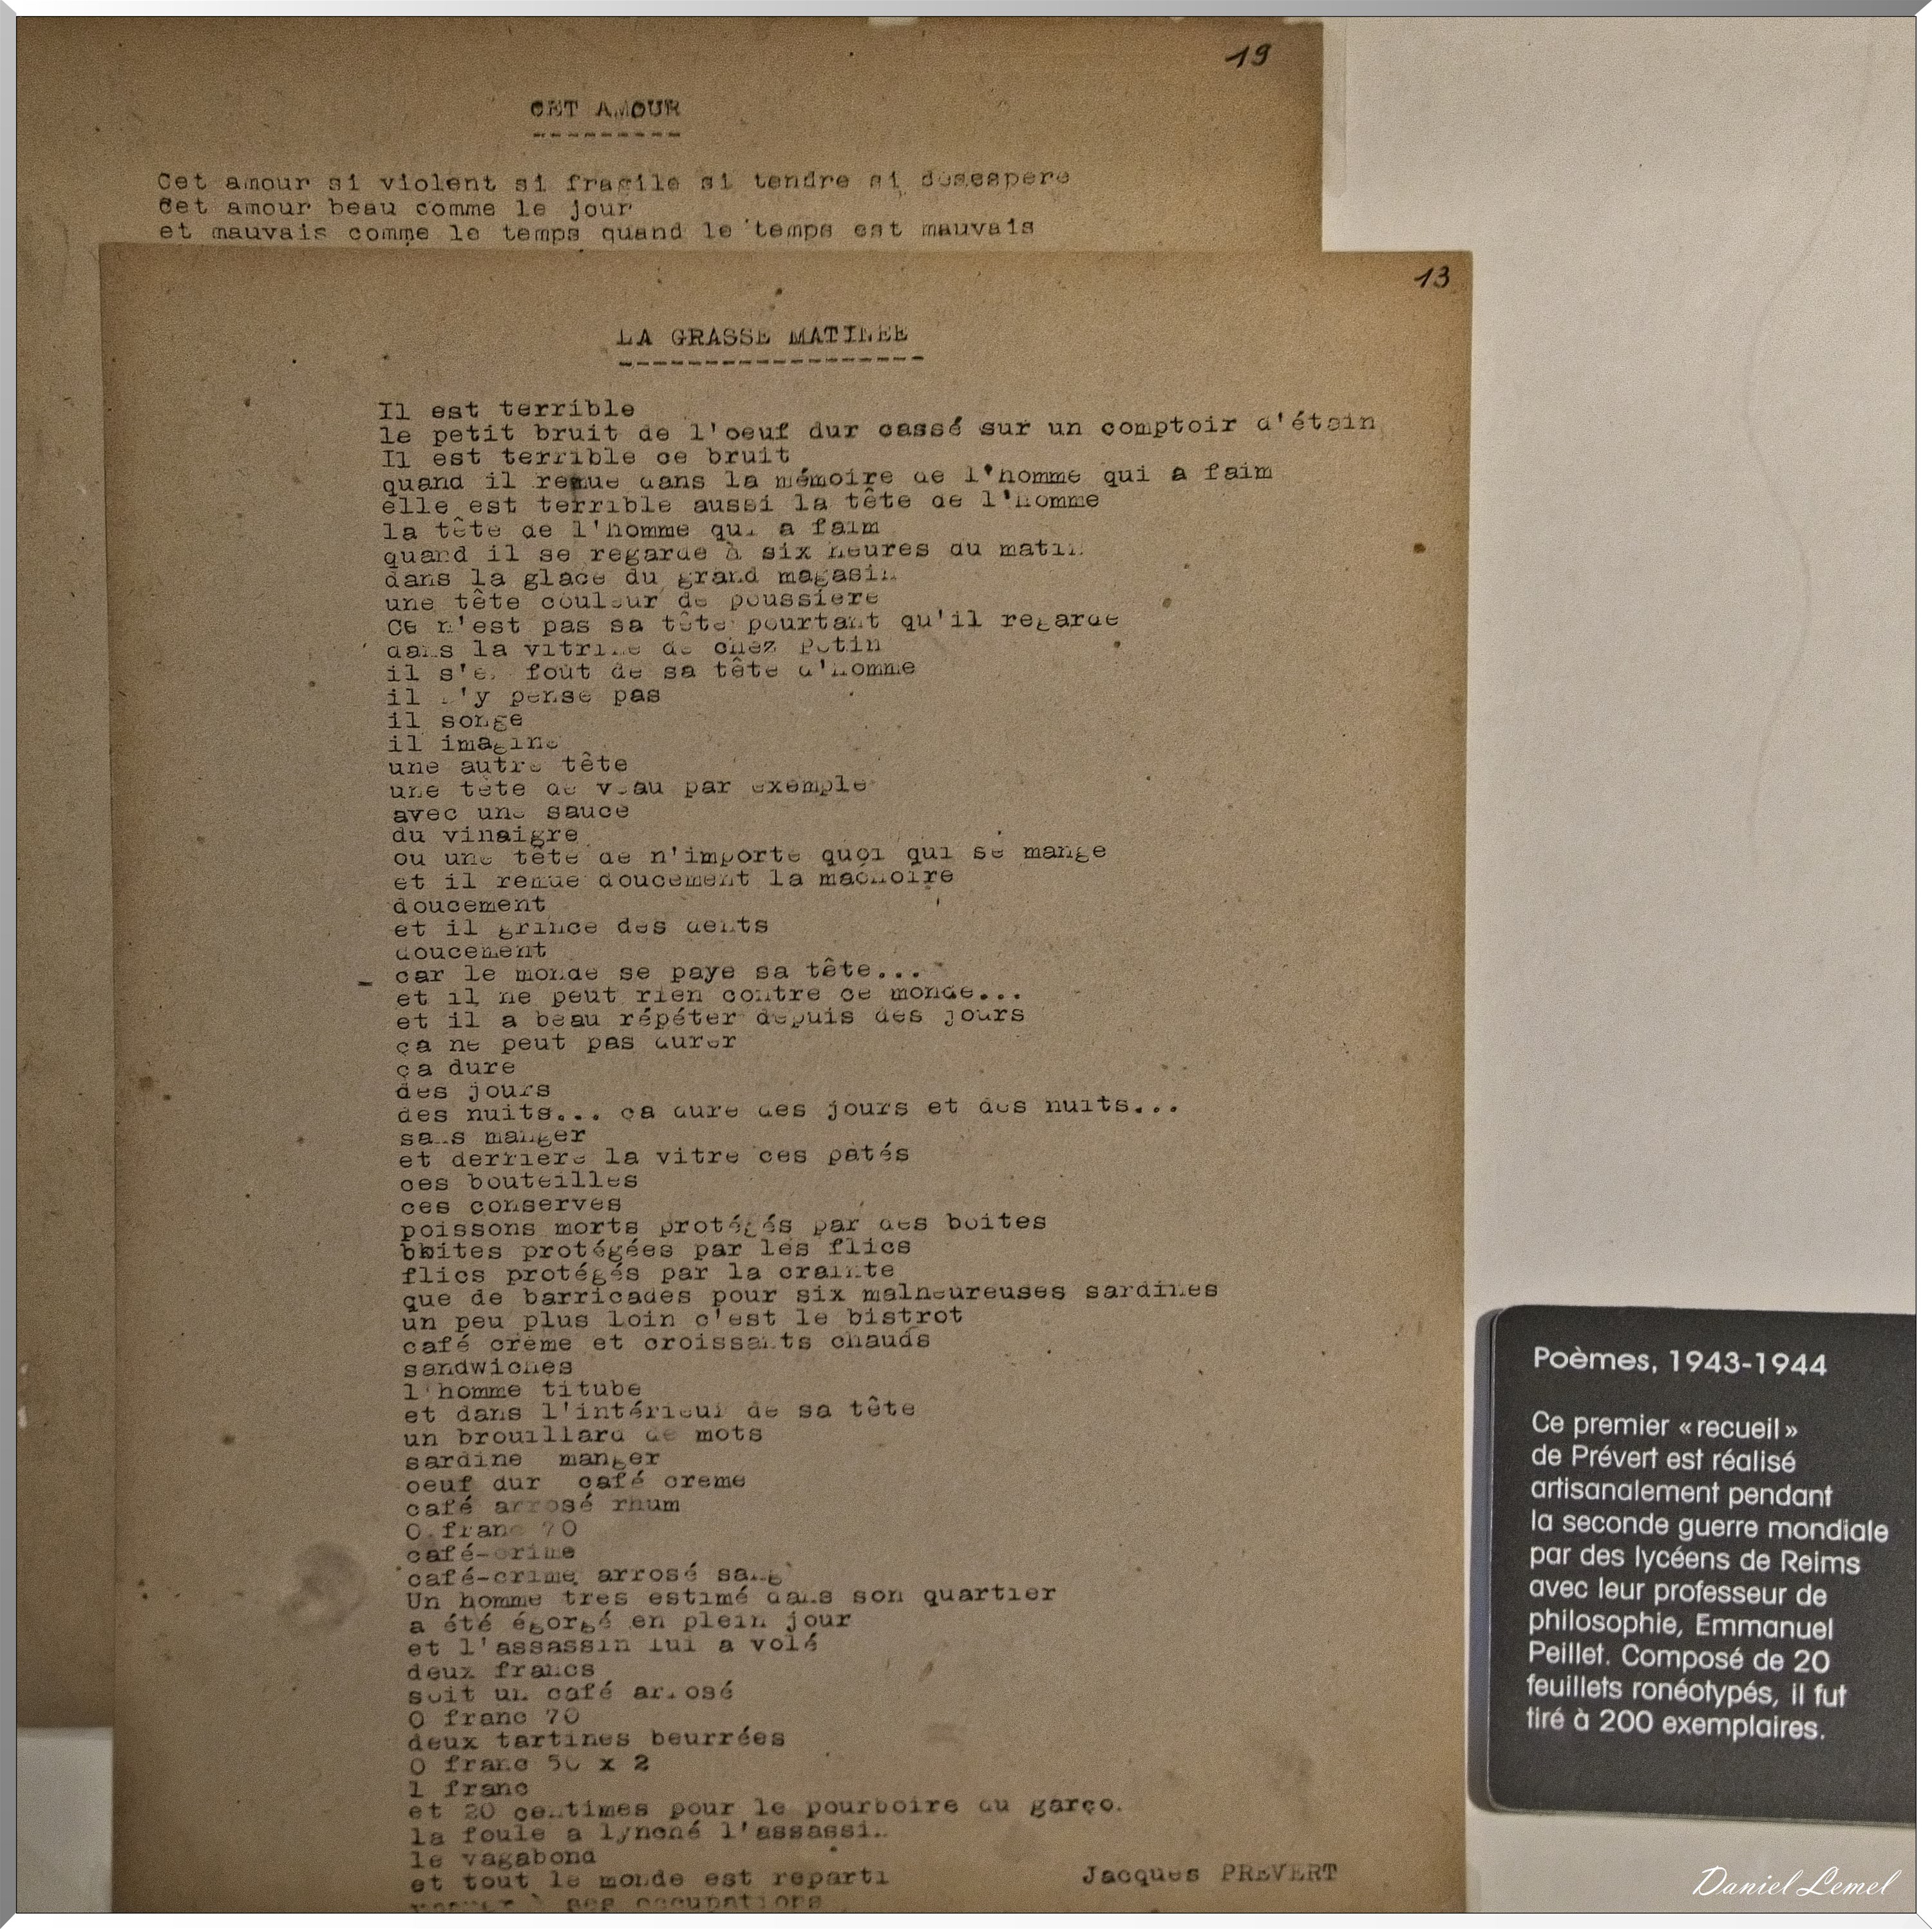 19
CET AMOUR
Cet amour si violent si fragile si tendre si désespéré
Cet amour beau comme le jour
et mauvais comme le temps quand le temps est mauvais
13
LA GRASSE MATINEE
Il est terrible
le petit bruit de l'oeuf dur cassé sur un comptoir d'étain
Il est terrible ce bruit
quand il remue dans la mémoire de l'homme qui a faim
elle est terrible aussi la tête de l'homme
la tête de l'homme qui a faim
quand il se regarde à six heures du matin
dans la glace du grand magasin
une tête couleur de poussiere
Ce n'est pas sa tête pourtant qu'il regarde
dans la vitrine de chez Potin
il s'en fout de sa tête d'homme
il n'y pense pas
il songe
il imagine
une autre tête
une tête de veau par exemple
avec une sauce
du vinaigre
ou une tête de n'importe quoi qui se mange
et il remue doucement la machoire
doucement
et il grince des dents
doucement
car le monde se paye sa tête...
et il ne peut rien contre ce monde...
et il a beau répéter depuis des jours
ça ne peut pas durer
ça dure
des jours
des nuits... ça dure des jours et des nuits...
sans manger
et derriere la vitre ces patés
ces bouteilles
ces conserves
poissons morts protégés par des boites
boites protégées par les flics
flics protégés par la crainte
que de barricades pour six malheureuses sardines
un peu plus loin c'est le bistrot
café crème et croissants chauds
sandwiches
l'homme titube
et dans l'intérieur de sa tête
un brouillard de mots
sardine manger
oeuf dur café creme
café arrosé rhum
0 franc 70
café-crime
café-crime arrosé sang
Un homme tres estimé dans son quartier
a été égorgé en plein jour
et l'assassin lui a volé
deux francs
soit un café arrosé
0 franc 70
deux tartines beurrées
0 franc 50 x 2
1 franc
et 20 centimes pour le pourboire du garçon
la foule a lynché l'assassin
le vagabond
et tout le monde est reparti
Jacques PREVERT
vaquer à ses occupations
Poèmes, 1943-1944
Ce premier « recueil »
de Prévert est réalisé
artisanalement pendant
la seconde guerre mondiale
par des lycéens de Reims
avec leur professeur de
philosophie, Emmanuel
Peillet. Composé de 20
feuillets ronéotypés, il fut
tiré à 200 exemplaires.
Daniel Lemel